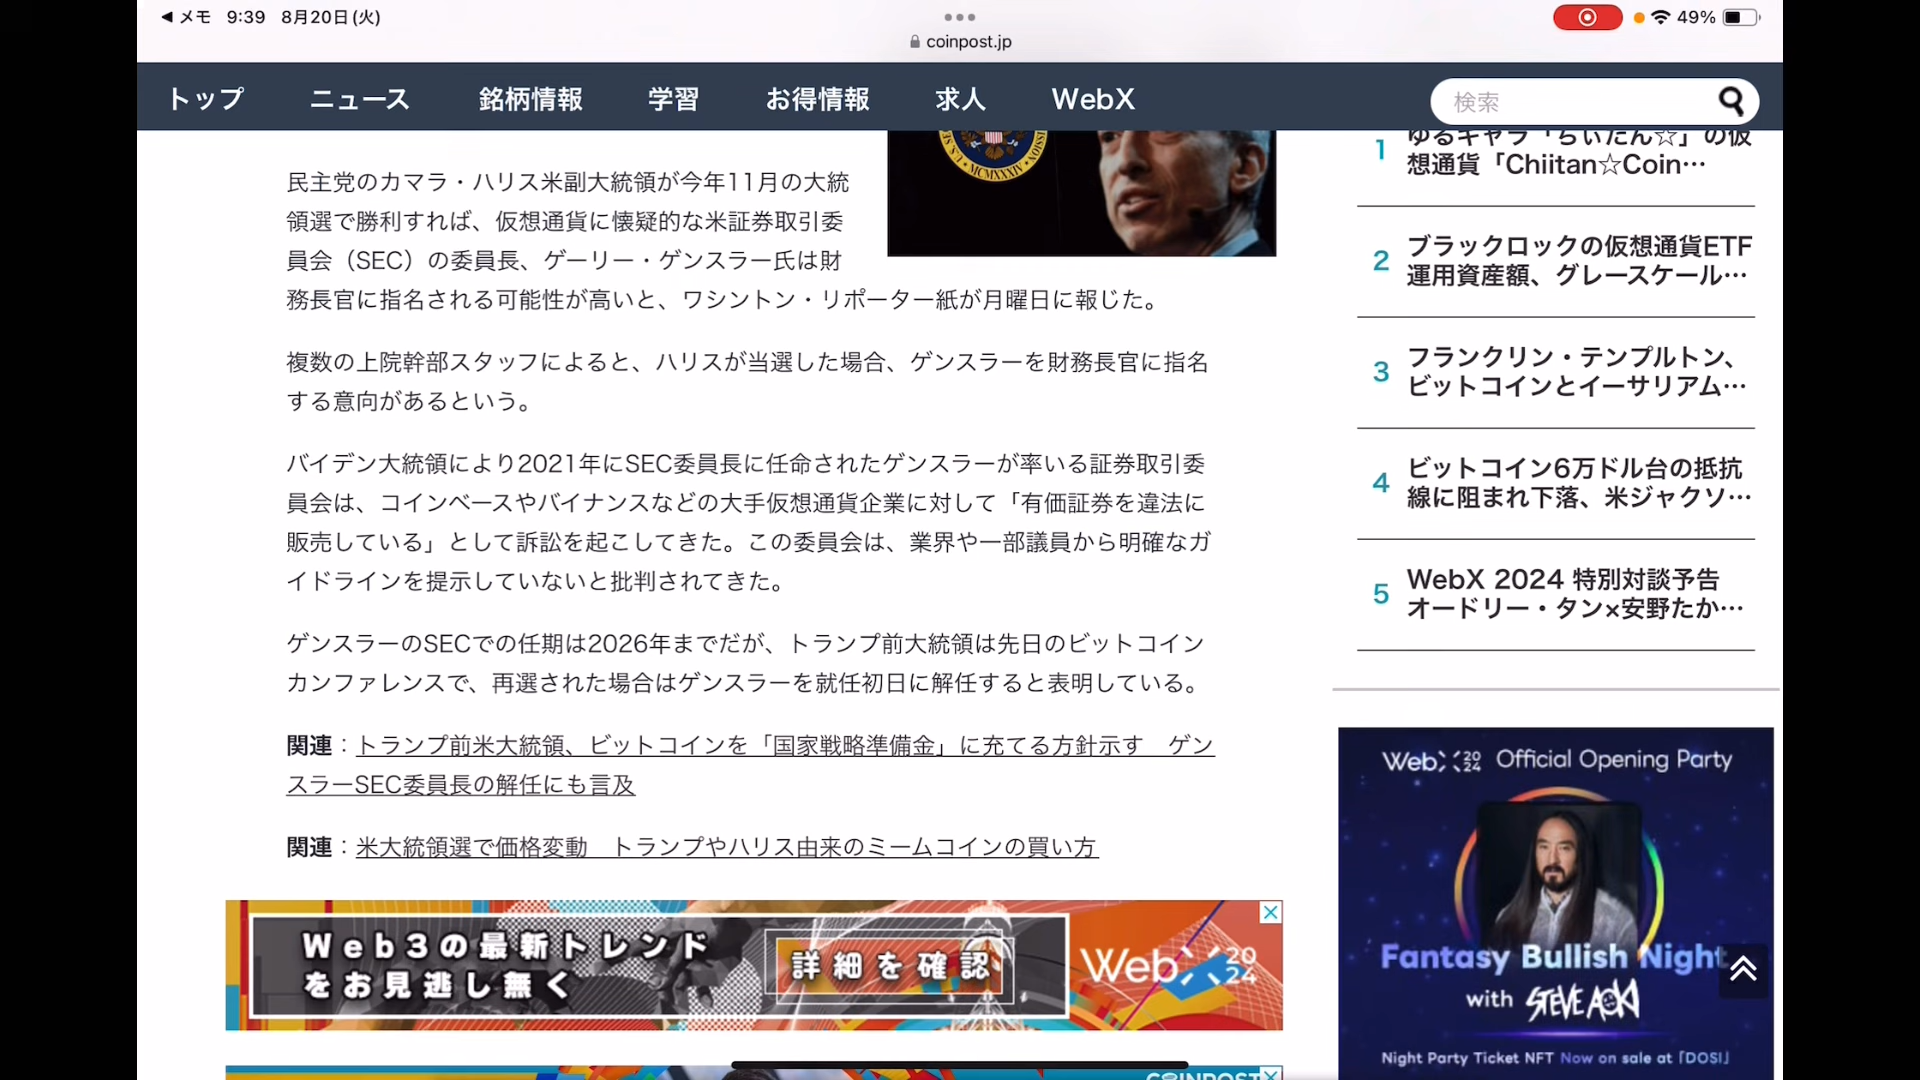 メモ 9:39 8月20日(火)
49%
coinpost.jp
トップ ニュース 銘柄情報 学習 お得情報 求人 WebX
検索
民主党のカマラ・ハリス米副大統領が今年11月の大統
領選で勝利すれば、仮想通貨に懐疑的な米証券取引委
員会（SEC）の委員長、ゲーリー・ゲンスラー氏は財
務長官に指名される可能性が高いと、ワシントン・リポーター紙が月曜日に報じた。
複数の上院幹部スタッフによると、ハリスが当選した場合、ゲンスラーを財務長官に指名
する意向があるという。
バイデン大統領により2021年にSEC委員長に任命されたゲンスラーが率いる証券取引委
員会は、コインベースやバイナンスなどの大手仮想通貨企業に対して「有価証券を違法に
販売している」として訴訟を起こしてきた。この委員会は、業界や一部議員から明確なガ
イドラインを提示していないと批判されてきた。
ゲンスラーのSECでの任期は2026年までだが、トランプ前大統領は先日のビットコイン
カンファレンスで、再選された場合はゲンスラーを就任初日に解任すると表明している。
関連：トランプ前米大統領、ビットコインを「国家戦略準備金」に充てる方針示す　ゲン
スラーSEC委員長の解任にも言及
関連：米大統領選で価格変動　トランプやハリス由来のミームコインの買い方
Web3の最新トレンド
をお見逃し無く
詳細を確認
WebX 2024
COINPOST
1 ゆるキャラ「ちぃたん☆」の仮
想通貨「Chiitan☆Coin…
2 ブラックロックの仮想通貨ETF
運用資産額、グレースケール…
3 フランクリン・テンプルトン、
ビットコインとイーサリアム…
4 ビットコイン6万ドル台の抵抗
線に阻まれ下落、米ジャクソ…
5 WebX 2024 特別対談予告
オードリー・タン×安野たか…
WebX 2024 Official Opening Party
Fantasy Bullish Night
with STEVE AOKI
Night Party Ticket NFT Now on sale at「DOSI」